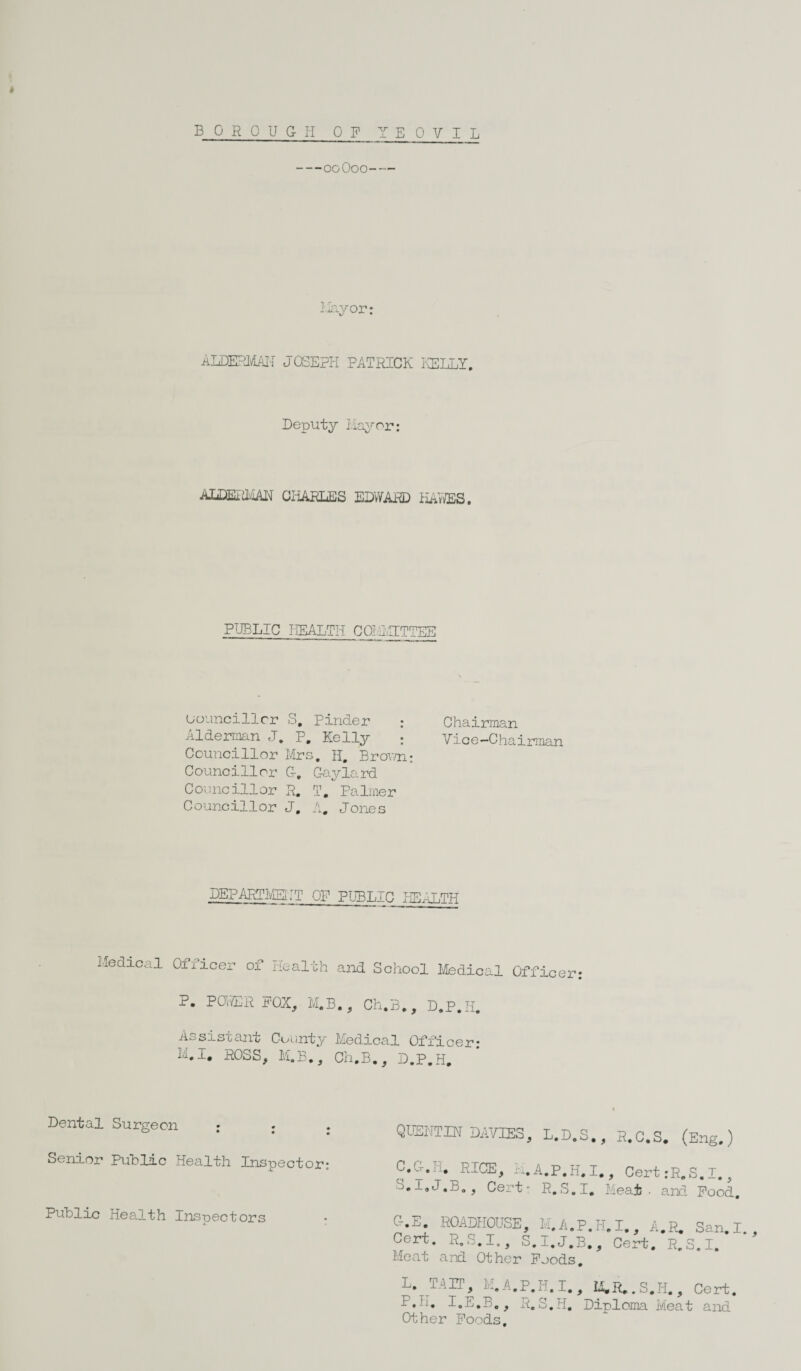 BOROUGH OF YEOVIL
---ooOoo---
Mayor:
ALDERMAN JOSEPH PATRICK KELLY.
Deputy Mayor:
ALDERMAN CHARLES EDWARD HAWES.
PUBLIC HEALTH COMMITTEE
Councillor S. Pinder : Chairman
Alderman J. P. Kelly : Vice-Chairman
Councillor Mrs. H. Brown:
Councillor G. Gaylard
Councillor R. T. Palmer
Councillor J. A. Jones
DEPARTMENT OF PUBLIC HEALTH
Medical Officer of Health and School Medical Officer:
P. POWER FOX, M.B., Ch.B., D.P.H.
Assistant County Medical Officer:
M.I. ROSS, M.B., Ch.B., D.P.H.
Dental Surgeon : : : QUENTIN DAVIES, L.D.S., R.C.S. (Eng.)
Senior Public Health Inspector: C.G.H. RICE, M.A.P.H.I., Cert:R.S.I.,
S.I.J.B., Cert: R.S.I. Meat . and Food.
Public Health Inspectors : G.E. ROADHOUSE, M.A.P.H.I., A.R. San.I.,
Cert. R.S.I., S.I.J.B., Cert. R.S.I.
Meat and Other Foods.
L. TAIT, M.A.P.H.I., M.R..S.H., Cert.
P.H. I.E.B., R.S.H. Diploma Meat and
Other Foods.